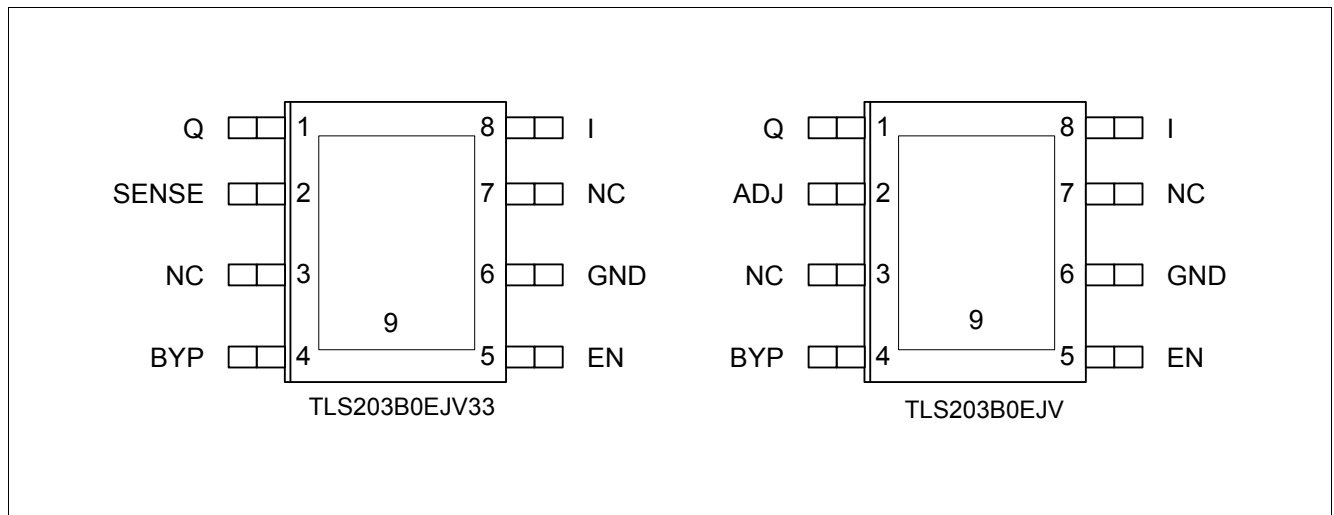 Q 1 8 I
SENSE 2 7 NC
NC 3 6 GND
9
BYP 4 5 EN
TLS203B0EJV33
Q 1 8 I
ADJ 2 7 NC
NC 3 6 GND
9
BYP 4 5 EN
TLS203B0EJV